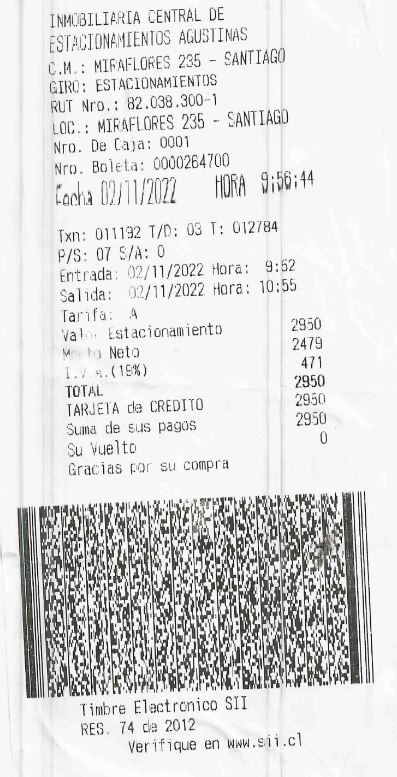 INMOBILIARIA CENTRAL DE
ESTACIONAMIENTOS AGUSTINAS
C.M.: MIRAFLORES 235 - SANTIAGO
GIRO: ESTACIONAMIENTOS
RUT Nro.: 82.038.300-1
LOC.: MIRAFLORES 235 - SANTIAGO
Nro. De Caja: 0001
Nro. Boleta: 0000264700
Fecha 02/11/2022 HORA 9:56:44
Txn: 011192 T/D: 03 T: 012784
P/S: 07 S/A: 0
Entrada: 02/11/2022 Hora: 9:52
Salida: 02/11/2022 Hora: 10:55
Tarifa: A
Valor Estacionamiento 2950
Monto Neto 2479
I.V.A.(19%) 471
TOTAL 2950
TARJETA de CREDITO 2950
Suma de sus pagos 2950
Su Vuelto 0
Gracias por su compra
Timbre Electronico SII
RES. 74 de 2012
Verifique en www.sii.cl